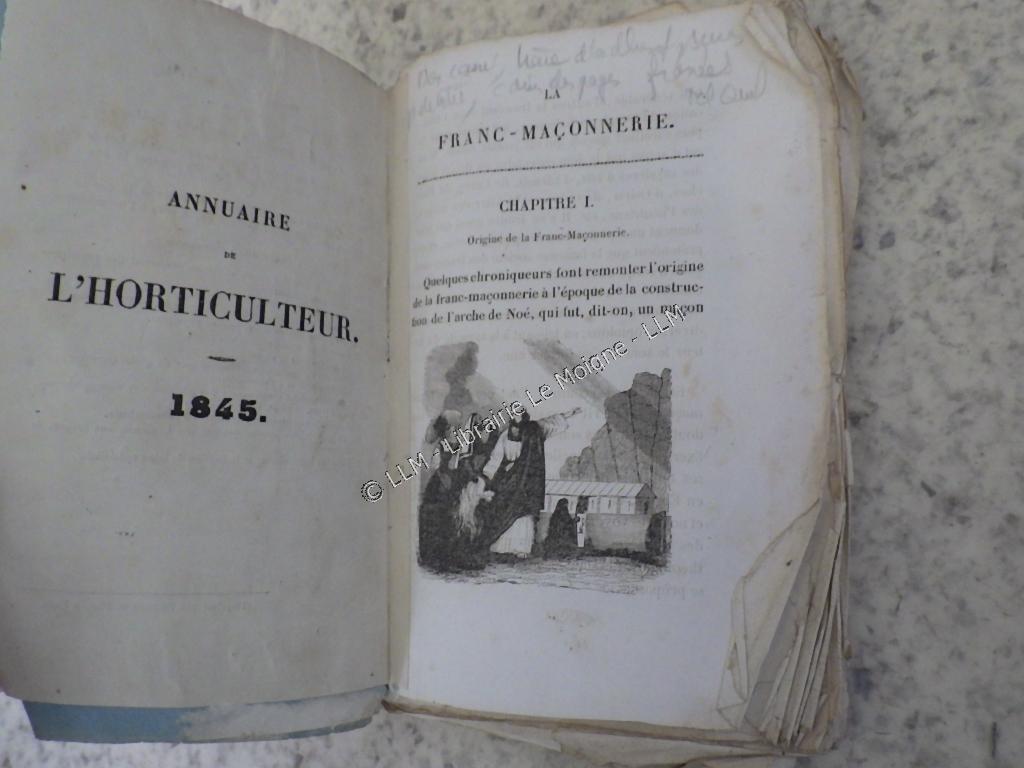 ANNUAIRE
DE
L'HORTICULTEUR.
1845.
LA
FRANC-MAÇONNERIE.
CHAPITRE I.
Origine de la Franc-Maçonnerie.
Quelques chroniqueurs font remonter l'origine
de la franc-maçonnerie à l'époque de la construc-
tion de l'arche de Noé, qui fut, dit-on, un maçon
© LLM - Librairie Le Moigne - LLM